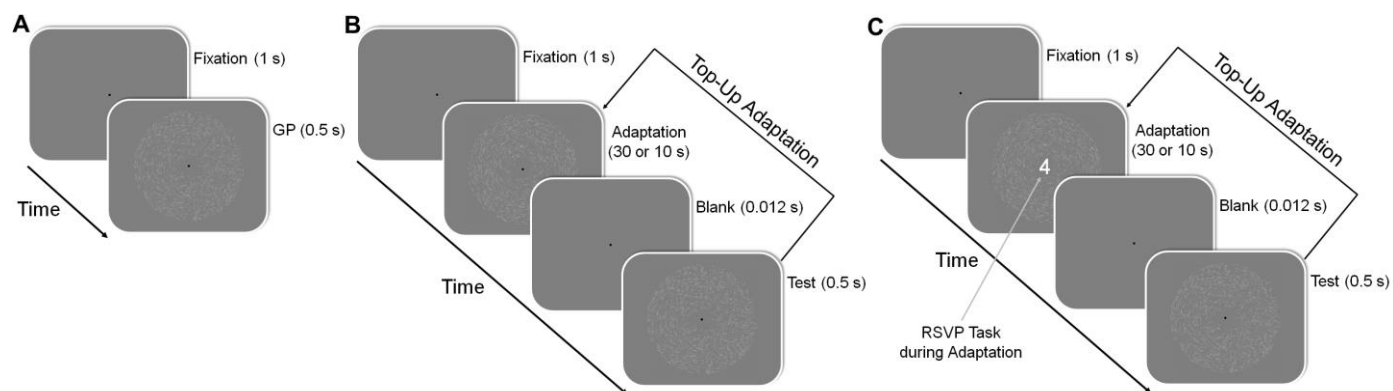 A
Fixation (1 s)
GP (0.5 s)
Time
B
Fixation (1 s)
Adaptation
(30 or 10 s)
Blank (0.012 s)
Test (0.5 s)
Top-Up Adaptation
Time
C
Fixation (1 s)
4
Adaptation
(30 or 10 s)
Blank (0.012 s)
Test (0.5 s)
Top-Up Adaptation
Time
RSVP Task
during Adaptation